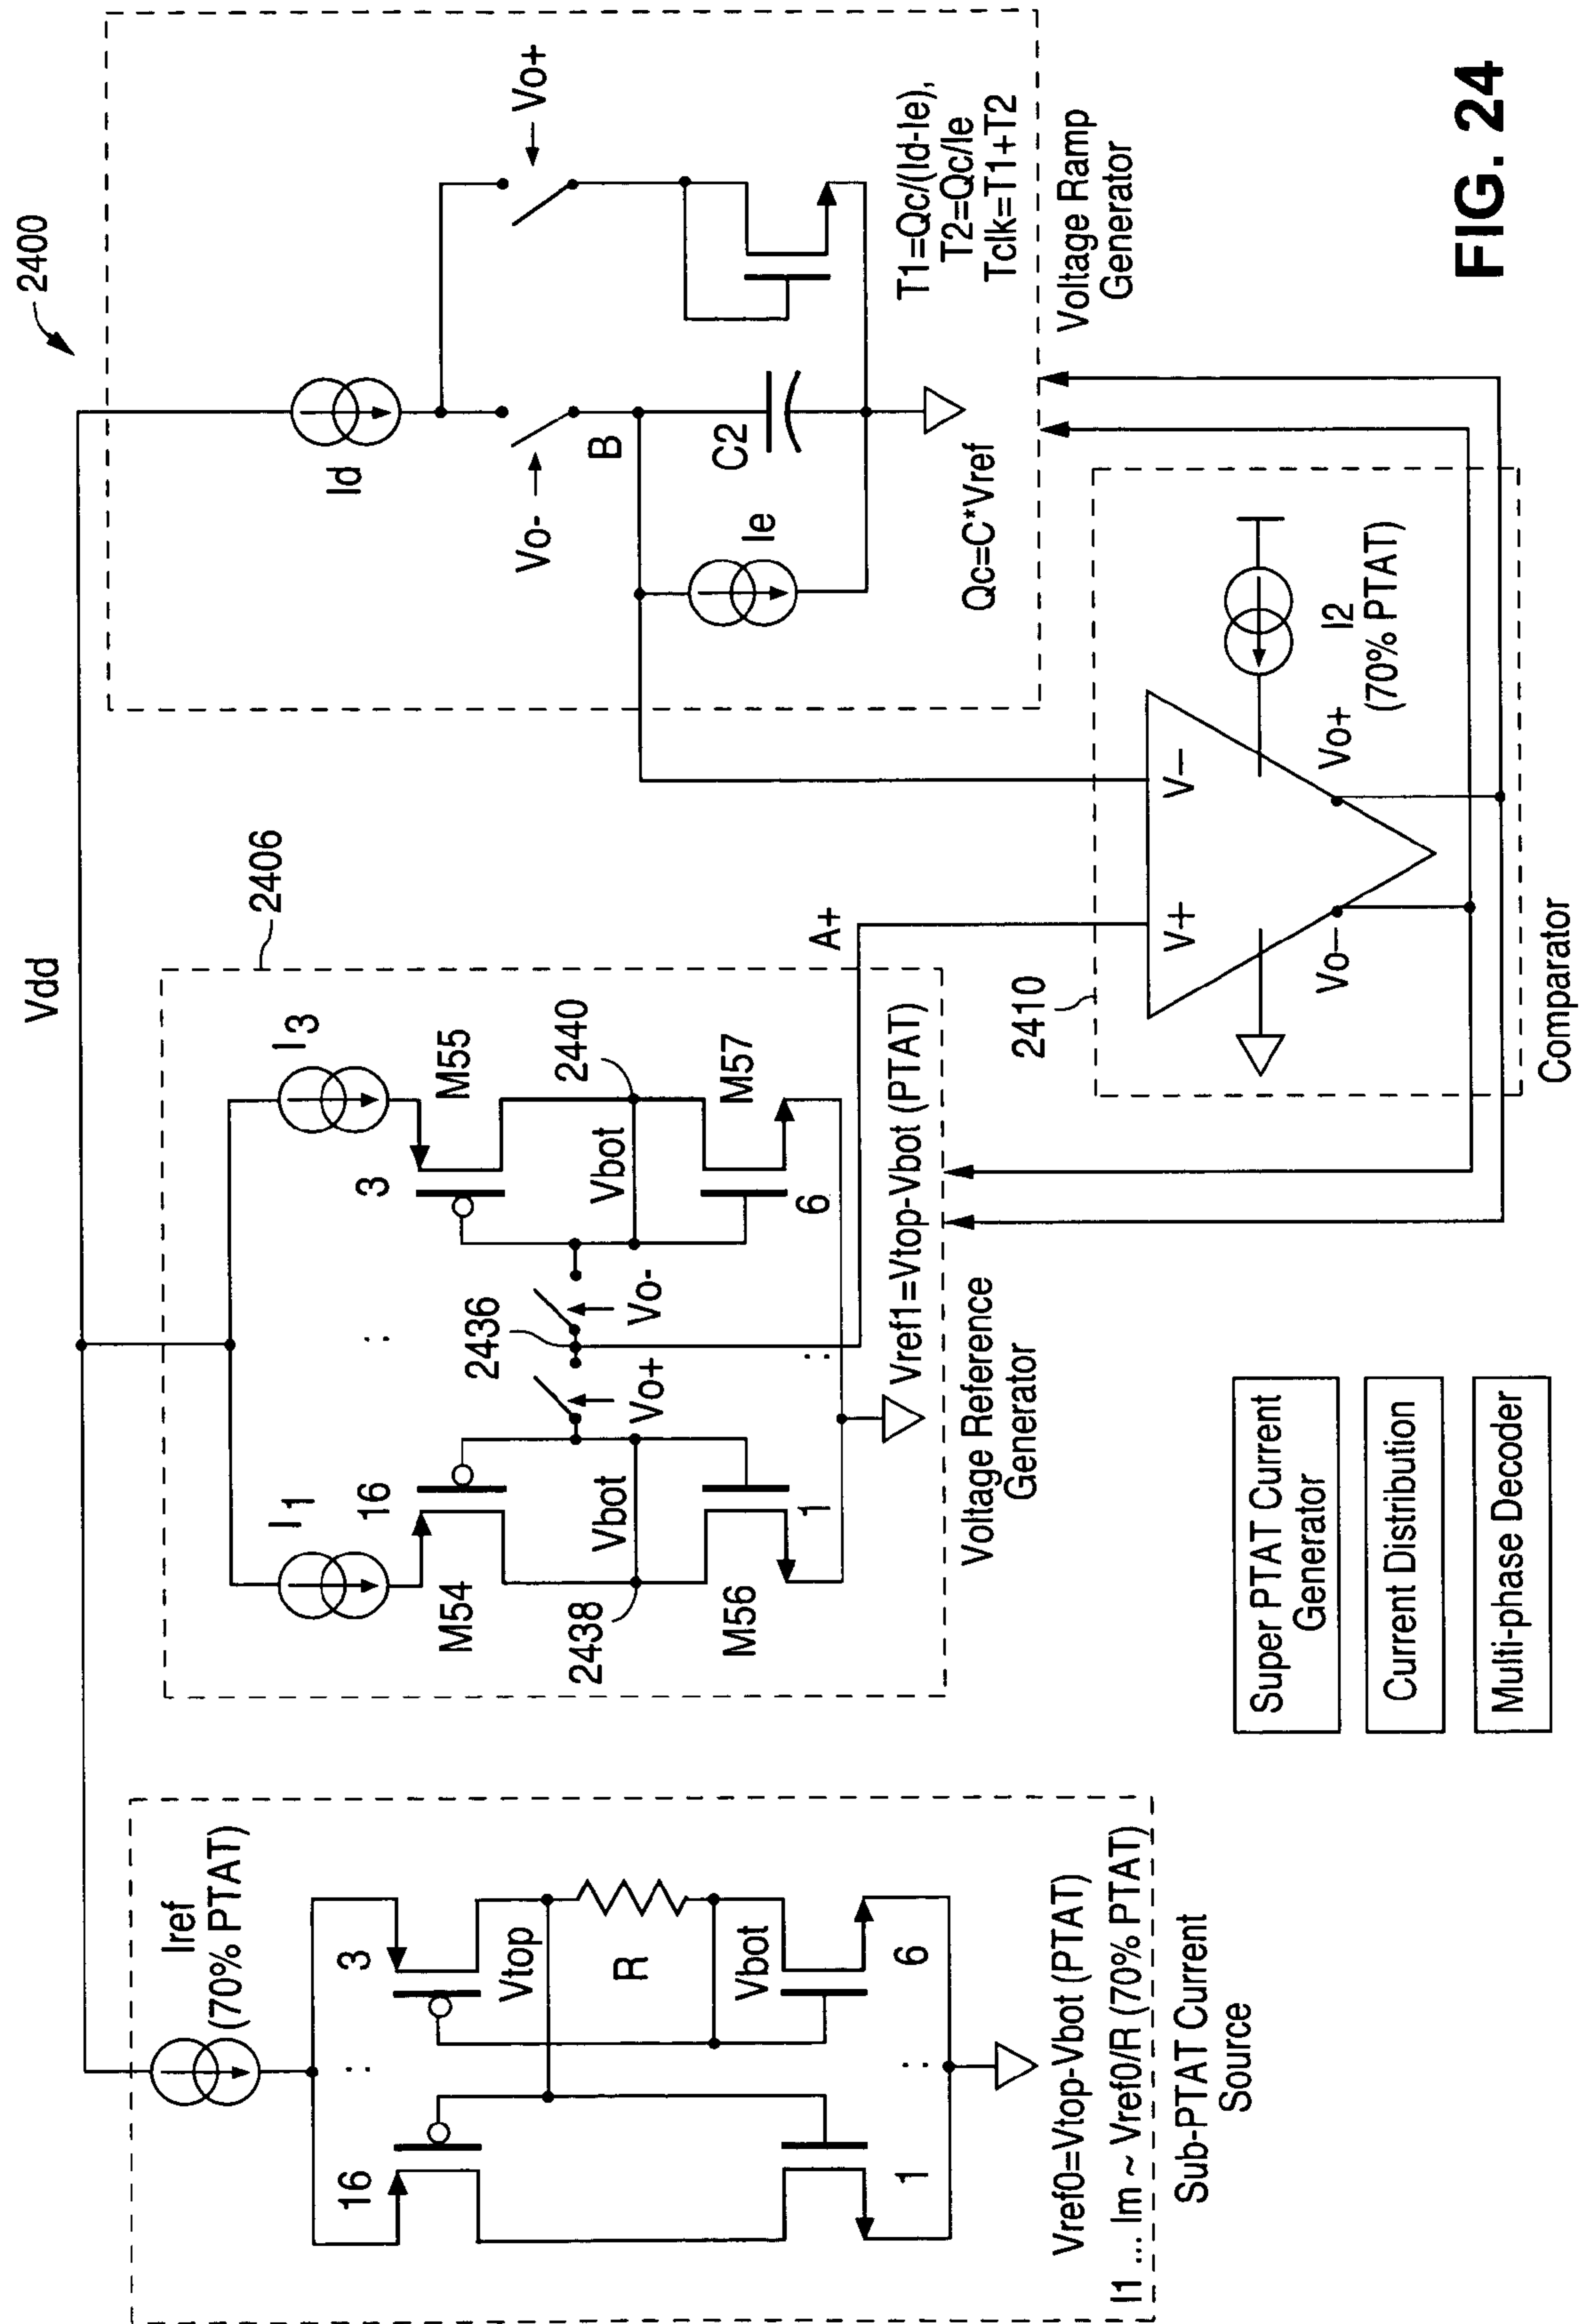 2400
Vdd
Iref
(70% PTAT)
16
:
3
Vtop
R
Vbot
1
:
6
Vref0=Vtop-Vbot (PTAT)
I1 ... Im ~ Vref0/R (70% PTAT)
Sub-PTAT Current
Source
2406
I1
I3
M54
16
:
3
M55
2438
Vbot
Vo+
2436
Vo-
Vbot
2440
M56
1
:
6
M57
A+
Vref1=Vtop-Vbot (PTAT)
Voltage Reference
Generator
Id
Vo-
Vo+
B
Ie
C2
Qc=C*Vref
T1=Qc/(Id-Ie),
T2=Qc/Ie
Tclk=T1+T2
Voltage Ramp
Generator
2410
V+
V−
Vo−
Vo+
I2
(70% PTAT)
Comparator
Super PTAT Current
Generator
Current Distribution
Multi-phase Decoder
FIG. 24